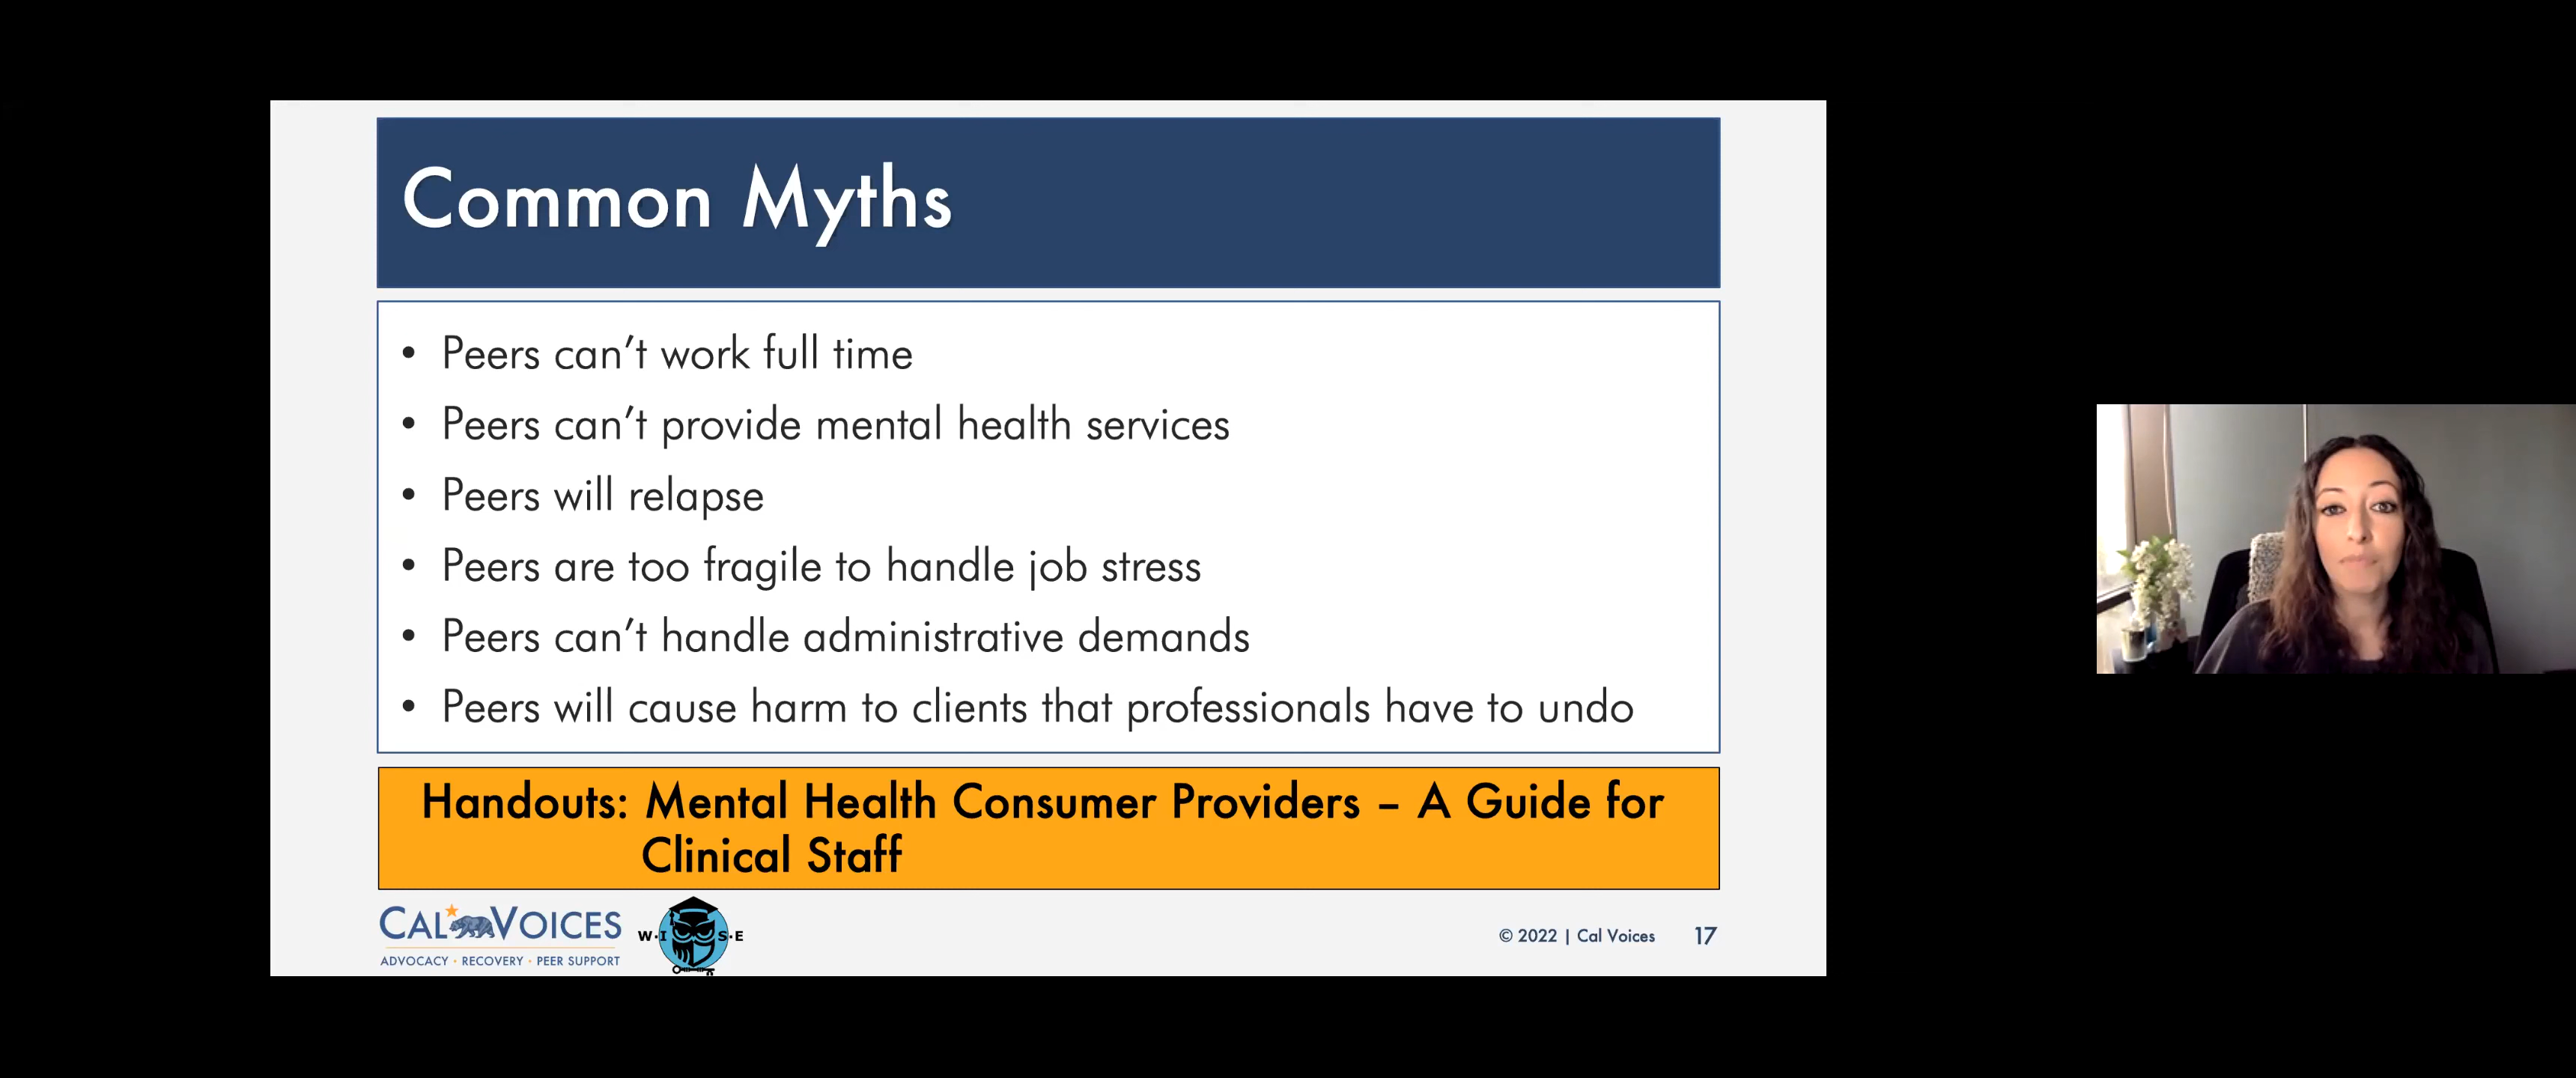 Common Myths
• Peers can’t work full time
• Peers can’t provide mental health services
• Peers will relapse
• Peers are too fragile to handle job stress
• Peers can’t handle administrative demands
• Peers will cause harm to clients that professionals have to undo
Handouts: Mental Health Consumer Providers – A Guide for
Clinical Staff
CAL VOICES
ADVOCACY • RECOVERY • PEER SUPPORT
W·I·S·E
© 2022 | Cal Voices 17